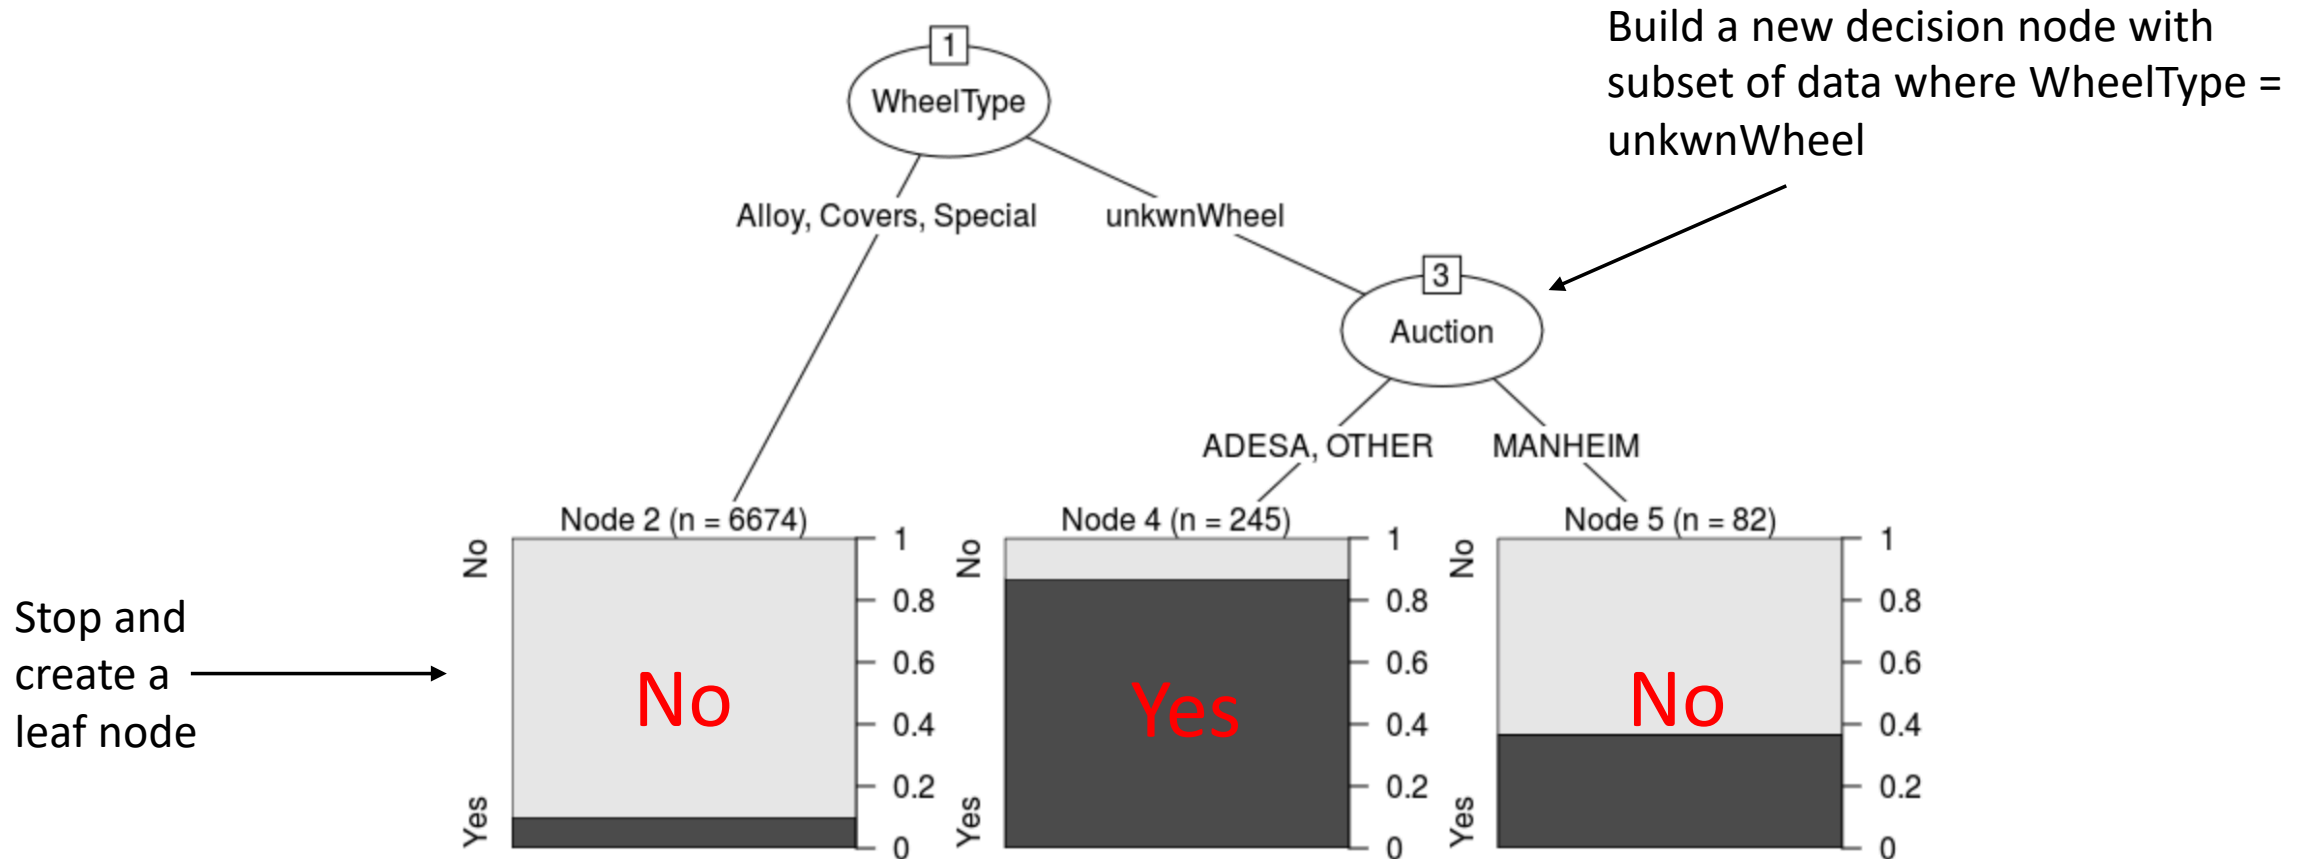 Build a new decision node with
subset of data where WheelType =
unkwnWheel
1
WheelType
Alloy, Covers, Special
unkwnWheel
3
Auction
ADESA, OTHER
MANHEIM
Stop and
create a
leaf node
Node 2 (n = 6674)
No
Yes
1
0.8
0.6
0.4
0.2
0
No
Node 4 (n = 245)
No
Yes
1
0.8
0.6
0.4
0.2
0
Yes
Node 5 (n = 82)
No
Yes
1
0.8
0.6
0.4
0.2
0
No